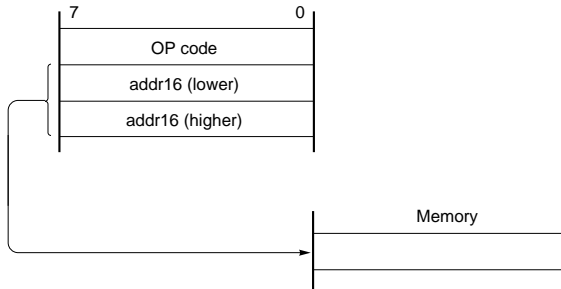 7 0
OP code
addr16 (lower)
addr16 (higher)
Memory